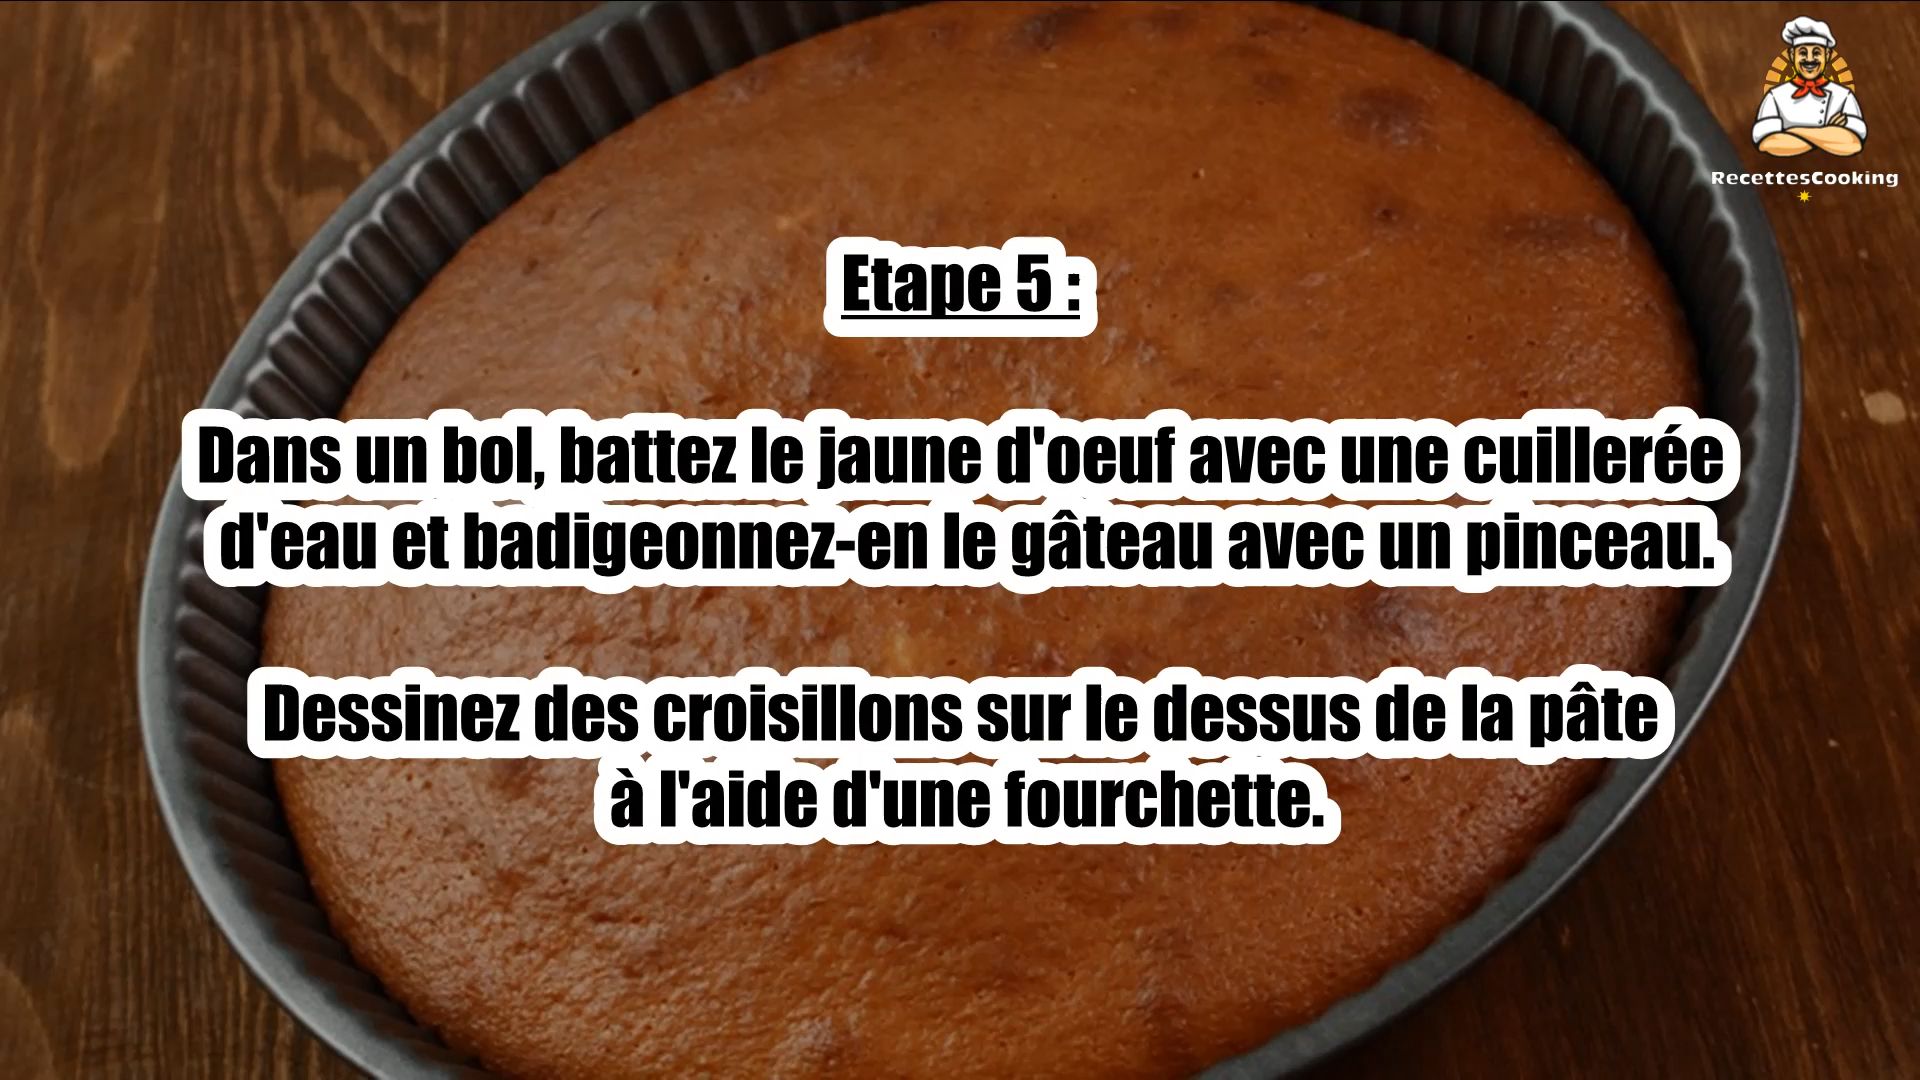 RecettesCooking
Etape 5 :
Dans un bol, battez le jaune d'oeuf avec une cuillerée
d'eau et badigeonnez-en le gâteau avec un pinceau.
Dessinez des croisillons sur le dessus de la pâte
à l'aide d'une fourchette.